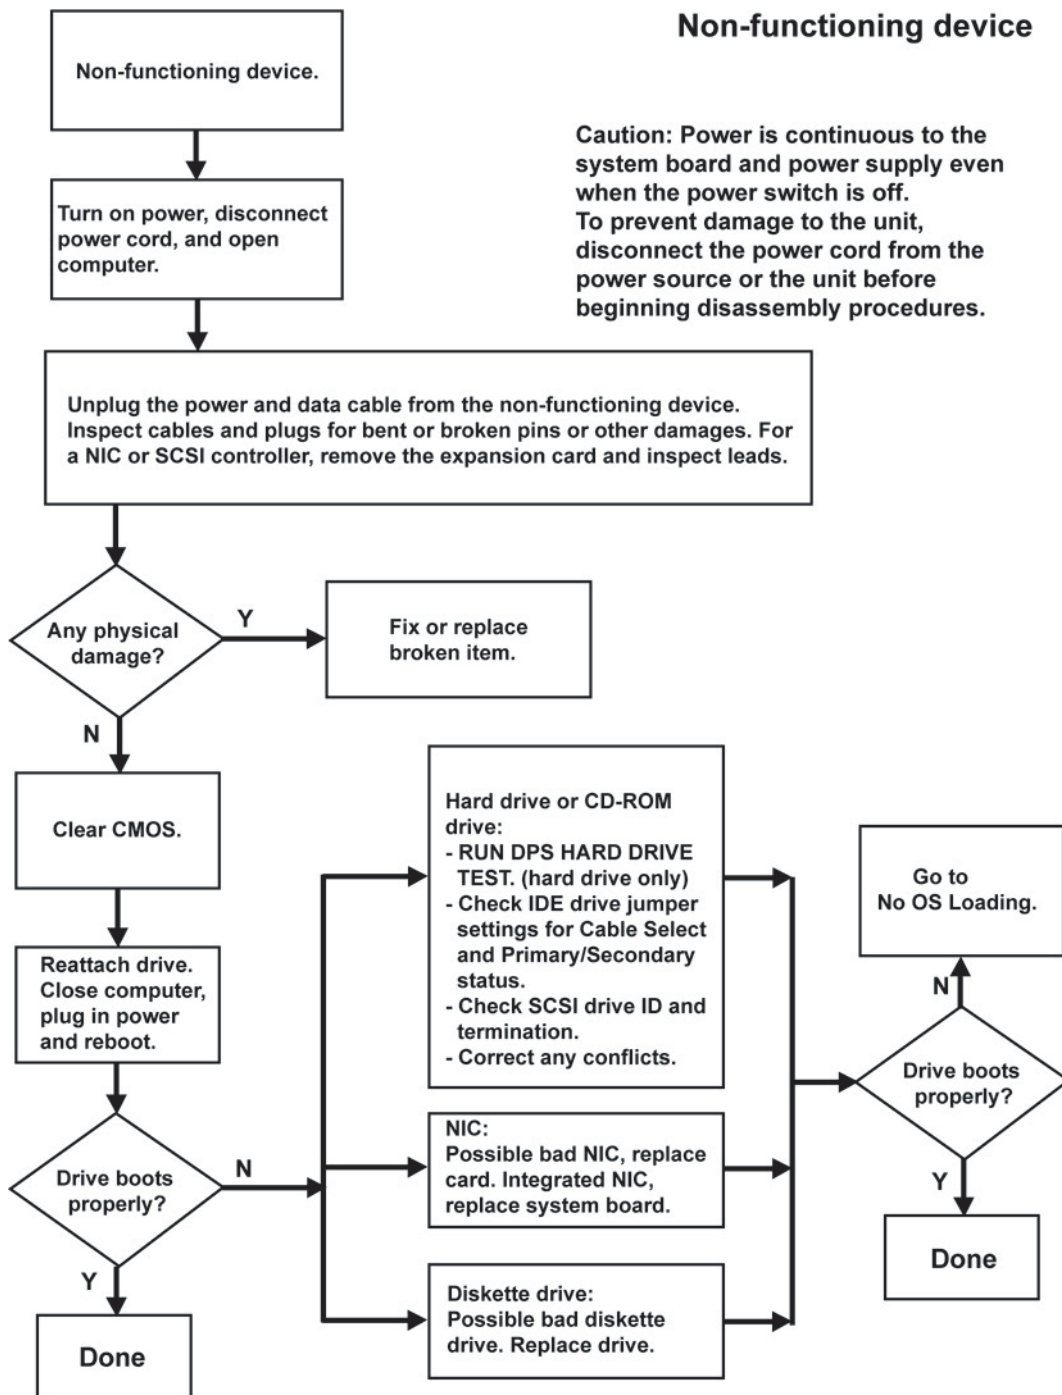 Non-functioning device
Non-functioning device.
Caution: Power is continuous to the
system board and power supply even
when the power switch is off.
To prevent damage to the unit,
disconnect the power cord from the
power source or the unit before
beginning disassembly procedures.
Turn on power, disconnect
power cord, and open
computer.
Unplug the power and data cable from the non-functioning device.
Inspect cables and plugs for bent or broken pins or other damages. For
a NIC or SCSI controller, remove the expansion card and inspect leads.
Any physical
damage?
Y
Fix or replace
broken item.
N
Clear CMOS.
Reattach drive.
Close computer,
plug in power
and reboot.
Drive boots
properly?
N
Y
Done
Hard drive or CD-ROM
drive:
- RUN DPS HARD DRIVE
TEST. (hard drive only)
- Check IDE drive jumper
settings for Cable Select
and Primary/Secondary
status.
- Check SCSI drive ID and
termination.
- Correct any conflicts.
NIC:
Possible bad NIC, replace
card. Integrated NIC,
replace system board.
Diskette drive:
Possible bad diskette
drive. Replace drive.
Go to
No OS Loading.
N
Drive boots
properly?
Y
Done